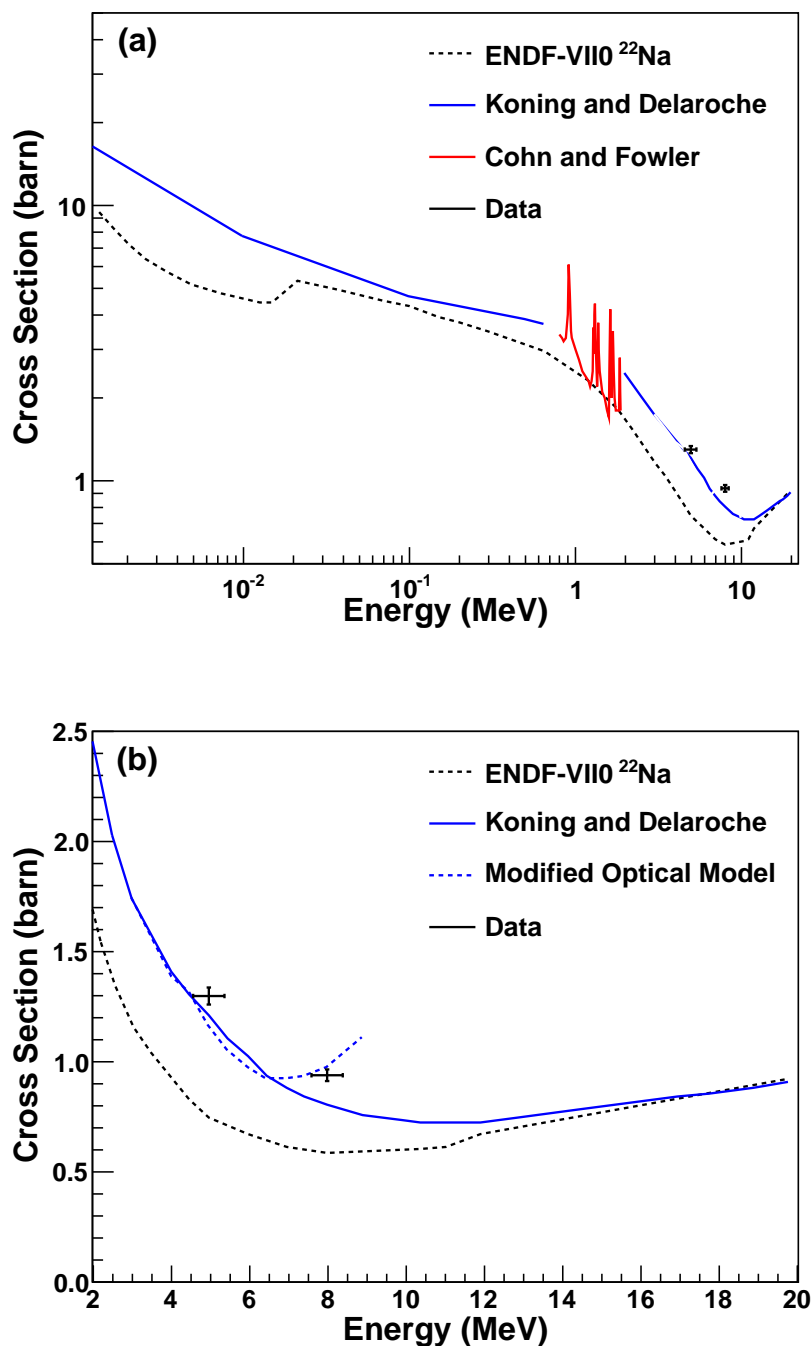 (a)
ENDF-VII0 ²²Na
Koning and Delaroche
Cohn and Fowler
Data
Cross Section (barn)
10
1
10⁻²
10⁻¹
1
10
Energy (MeV)
(b)
ENDF-VII0 ²²Na
Koning and Delaroche
Modified Optical Model
Data
Cross Section (barn)
2.5
2.0
1.5
1.0
0.5
0.0
2 4 6 8 10 12 14 16 18 20
Energy (MeV)